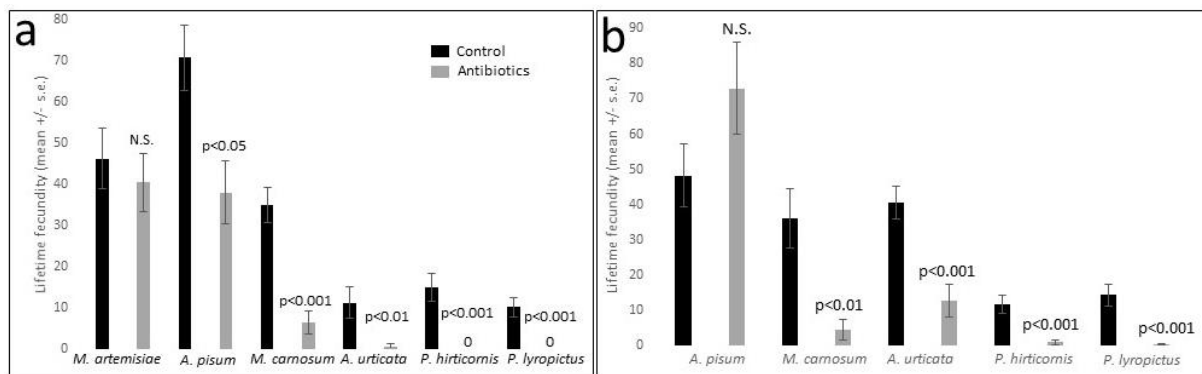 a
Lifetime fecundity (mean +/- s.e.)
80
70
60
50
40
30
20
10
0
Control
Antibiotics
N.S.
p<0.05
p<0.001
p<0.01
p<0.001
p<0.001
0
0
M. artemisiae
A. pisum
M. carnosum
A. urticata
P. hirticornis
P. lyropictus
b
Lifetime fecundity (mean +/- s.e.)
90
80
70
60
50
40
30
20
10
0
N.S.
p<0.01
p<0.001
p<0.001
p<0.001
A. pisum
M. carnosum
A. urticata
P. hirticornis
P. lyropictus